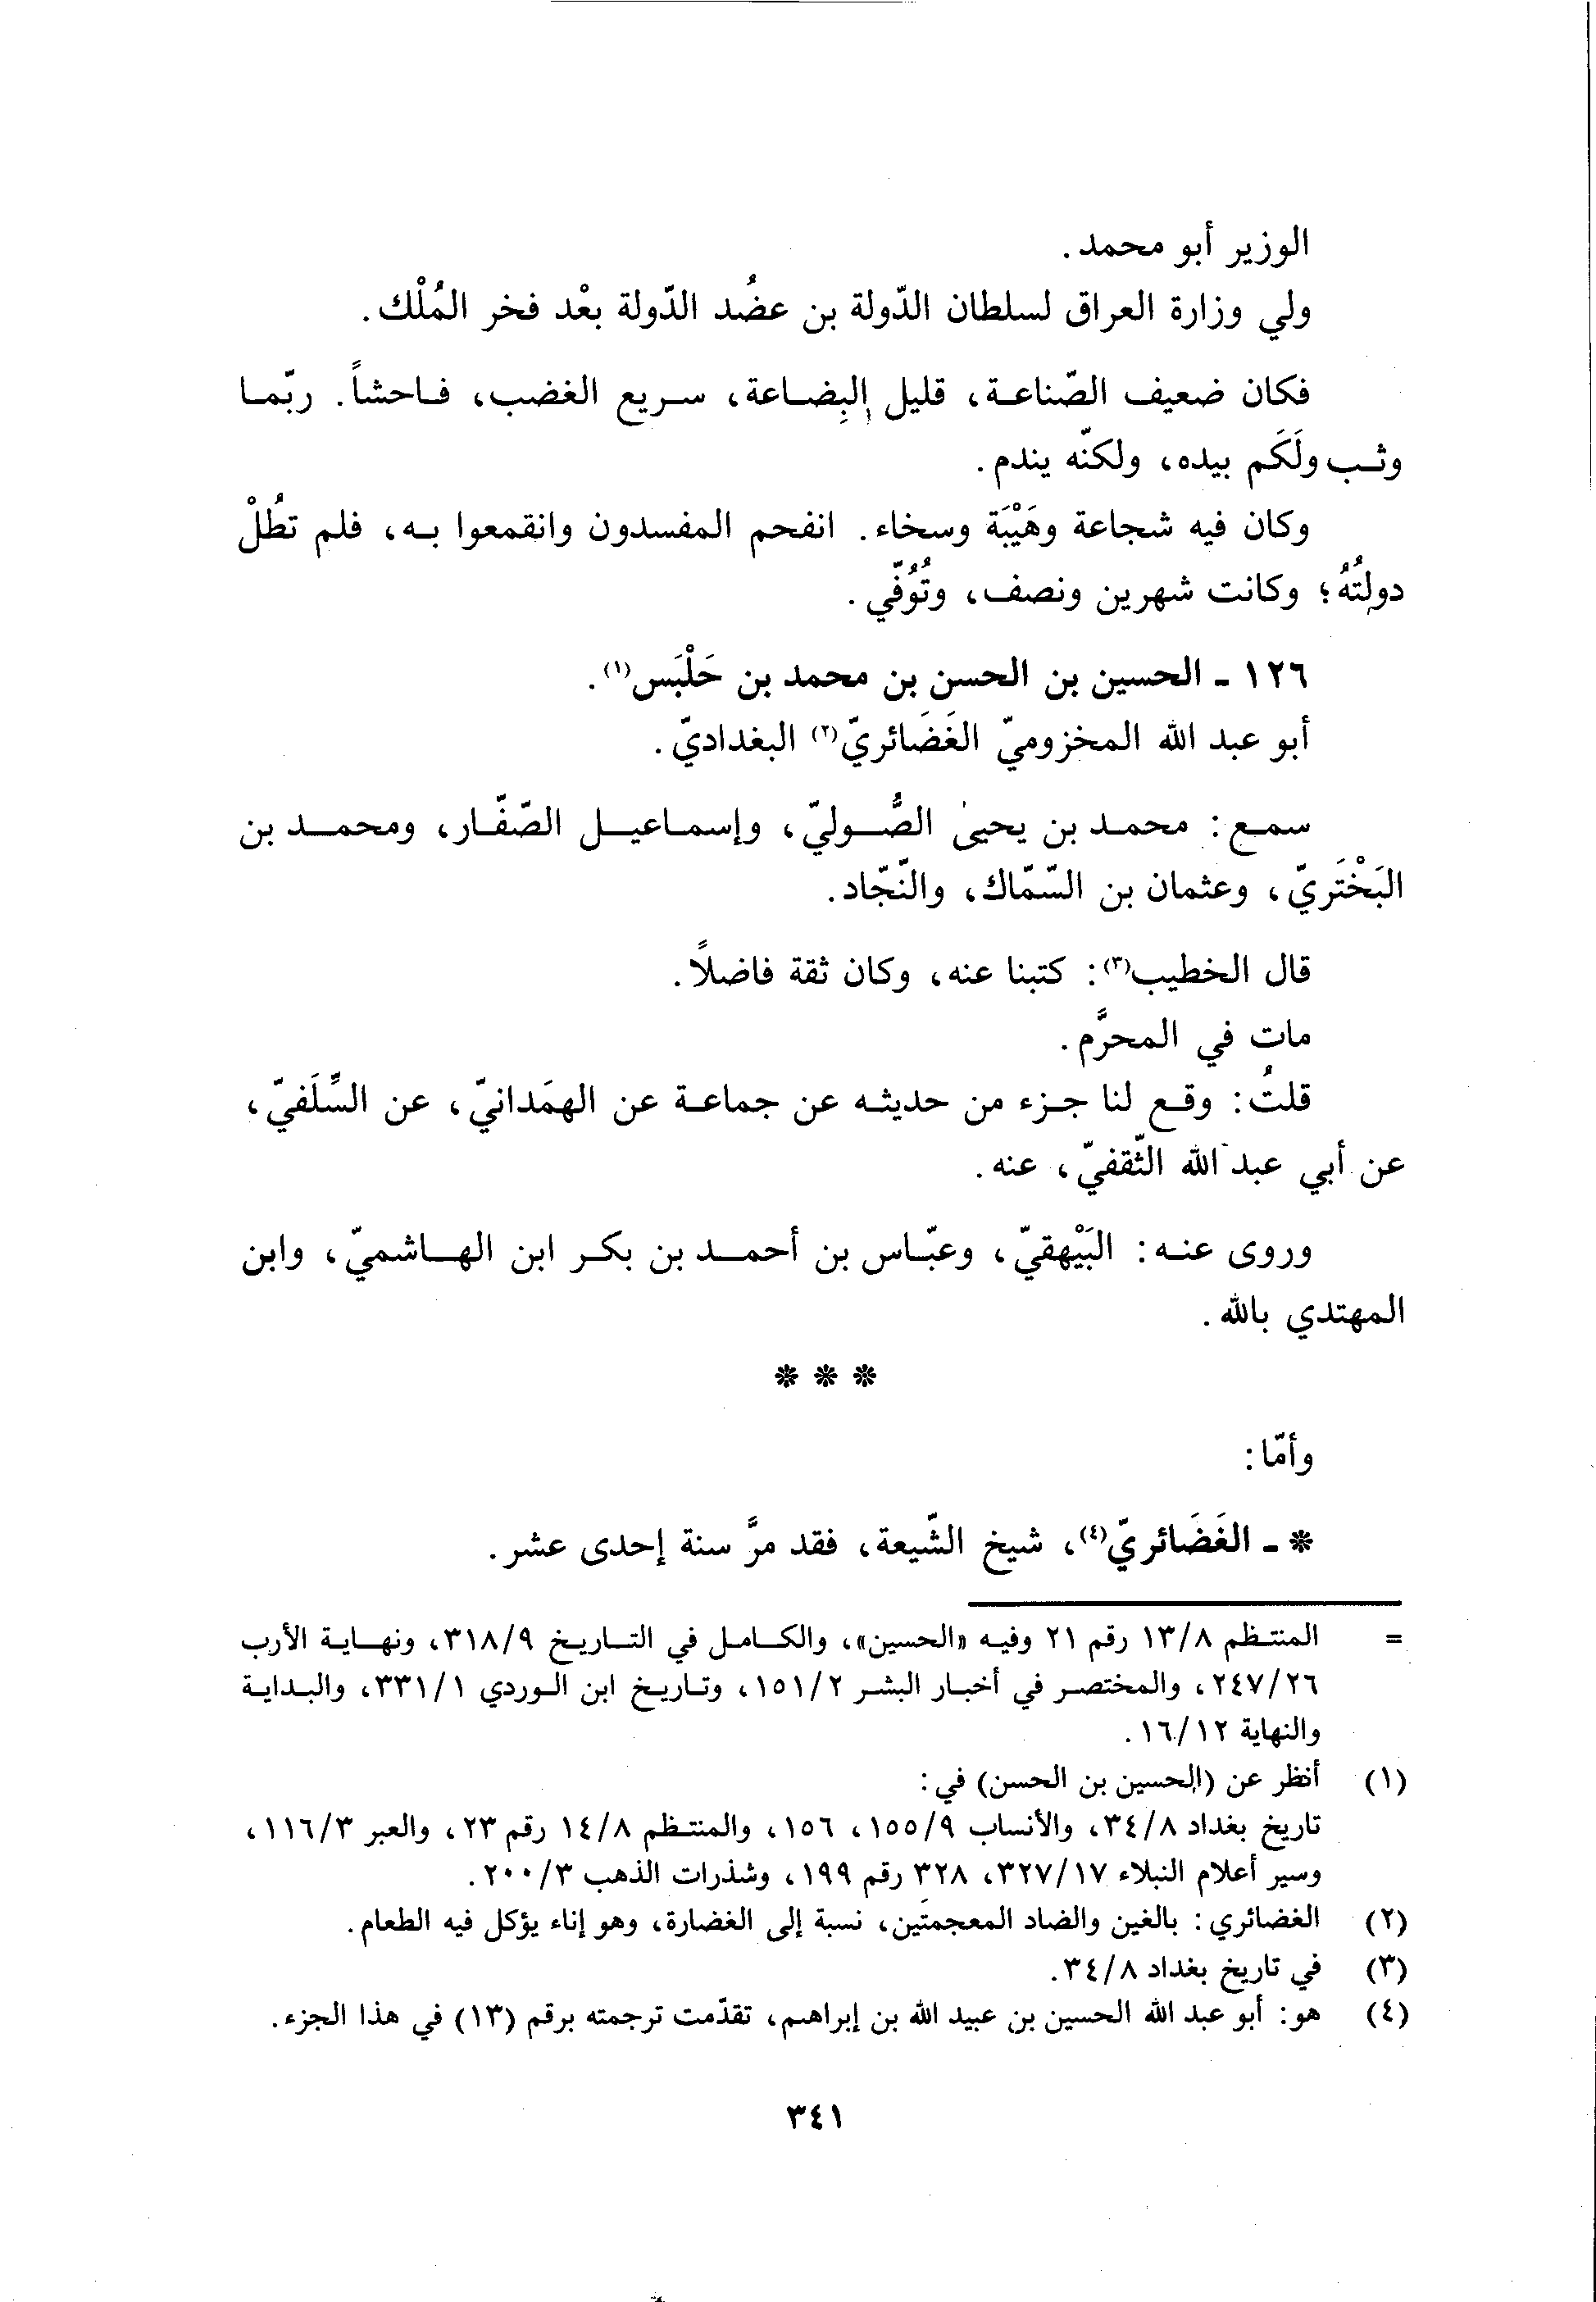 الوزير أبو محمد.
ولي وزارة العراق لسلطان الدّولة بن عضُد الدّولة بعْد فخر المُلْك.
فكان ضعيف الصّناعة، قليل البِضاعة، سريع الغضب، فاحشاً. ربّما
وثب ولَكَم بيده، ولكنّه يندم.
وكان فيه شجاعة وهَيْبَة وسخاء. انفحم المفسدون وانقمعوا به، فلم تطُلْ
دولتُهُ؛ وكانت شهرين ونصف، وتُوُفّي.
١٢٦ - الحسين بن الحسن بن محمد بن حَلْبَس(١).
أبو عبد الله المخزوميّ الغَضَائريّ(٢) البغداديّ.
سمع: محمد بن يحيىٰ الصُّوليّ، وإسماعيل الصّفّار، ومحمد بن
البَخْتَريّ، وعثمان بن السّمّاك، والنّجّاد.
قال الخطيب(٣): كتبنا عنه، وكان ثقة فاضلاً.
مات في المحرَّم.
قلتُ: وقع لنا جزء من حديثه عن جماعة عن الهمَدانيّ، عن السِّلَفيّ،
عن أبي عبد الله الثّقفيّ، عنه.
وروى عنه: البَيْهقيّ، وعبّاس بن أحمد بن بكر ابن الهاشميّ، وابن
المهتدي بالله.
* * *
وأمّا:
* - الغَضَائريّ(٤)، شيخ الشّيعة، فقد مرَّ سنة إحدى عشر.
= المنتظم ١٣/٨ رقم ٢١ وفيه «الحسين»، والكامل في التاريخ ٣١٨/٩، ونهاية الأرب
٢٤٧/٢٦، والمختصر في أخبار البشر ١٥١/٢، وتاريخ ابن الوردي ٣٣١/١، والبداية
والنهاية ١٦/١٢.
(١) أنظر عن (الحسين بن الحسن) في:
تاريخ بغداد ٣٤/٨، والأنساب ١٥٥/٩، ١٥٦، والمنتظم ١٤/٨ رقم ٢٣، والعبر ١١٦/٣،
وسير أعلام النبلاء ٣٢٧/١٧، ٣٢٨ رقم ١٩٩، وشذرات الذهب ٢٠٠/٣.
(٢) الغضائري: بالغين والضاد المعجمتَين، نسبة إلى الغضارة، وهو إناء يؤكل فيه الطعام.
(٣) في تاريخ بغداد ٣٤/٨.
(٤) هو: أبو عبد الله الحسين بن عبيد الله بن إبراهيم، تقدّمت ترجمته برقم (١٣) في هذا الجزء.
٣٤١